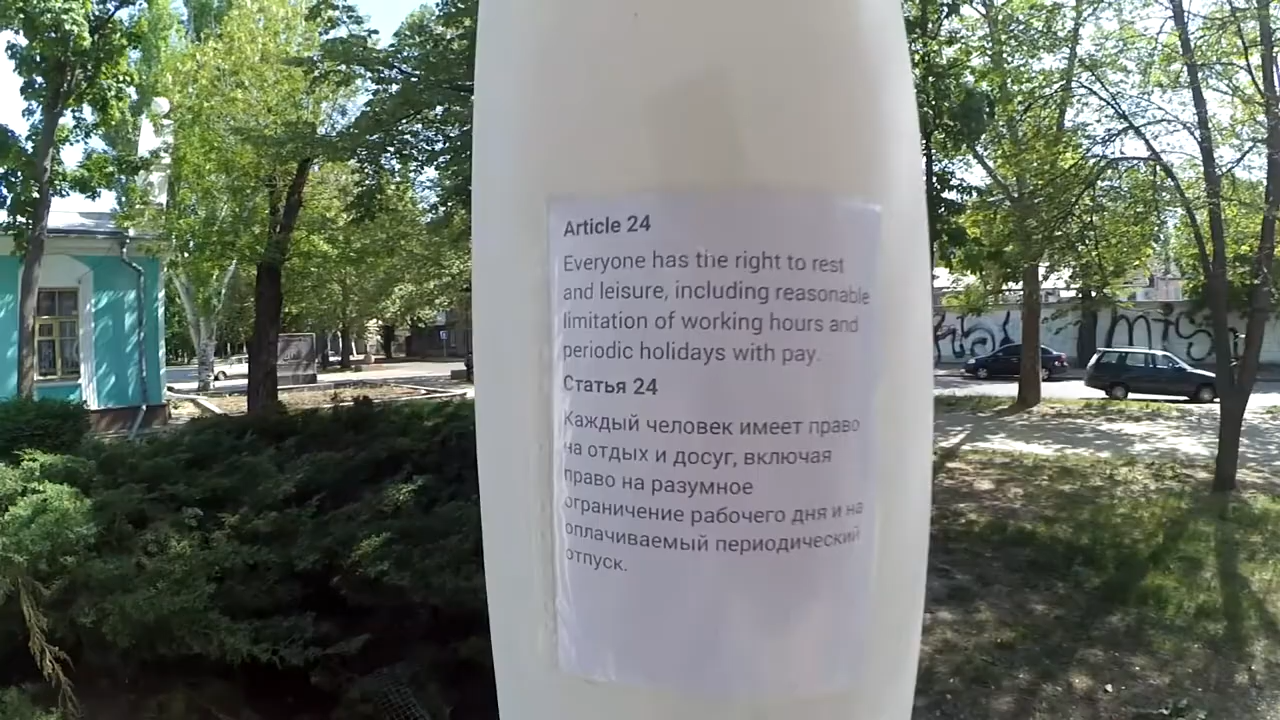 Article 24
Everyone has the right to rest
and leisure, including reasonable
limitation of working hours and
periodic holidays with pay.
Статья 24
Каждый человек имеет право
на отдых и досуг, включая
право на разумное
ограничение рабочего дня и на
оплачиваемый периодический
отпуск.